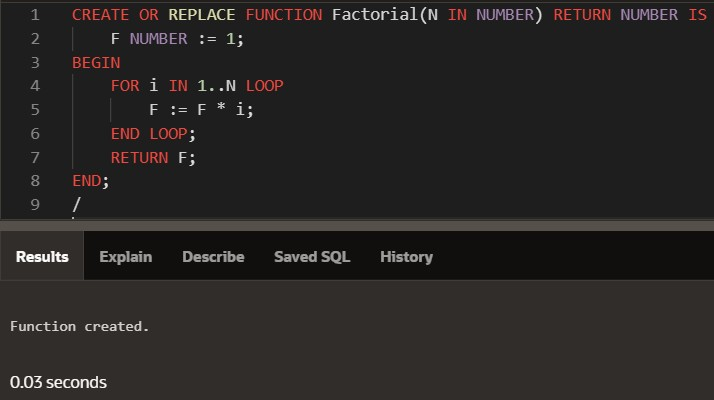 1 CREATE OR REPLACE FUNCTION Factorial(N IN NUMBER) RETURN NUMBER IS
2     F NUMBER := 1;
3 BEGIN
4     FOR i IN 1..N LOOP
5         F := F * i;
6     END LOOP;
7     RETURN F;
8 END;
9 /
Results Explain Describe Saved SQL History
Function created.
0.03 seconds